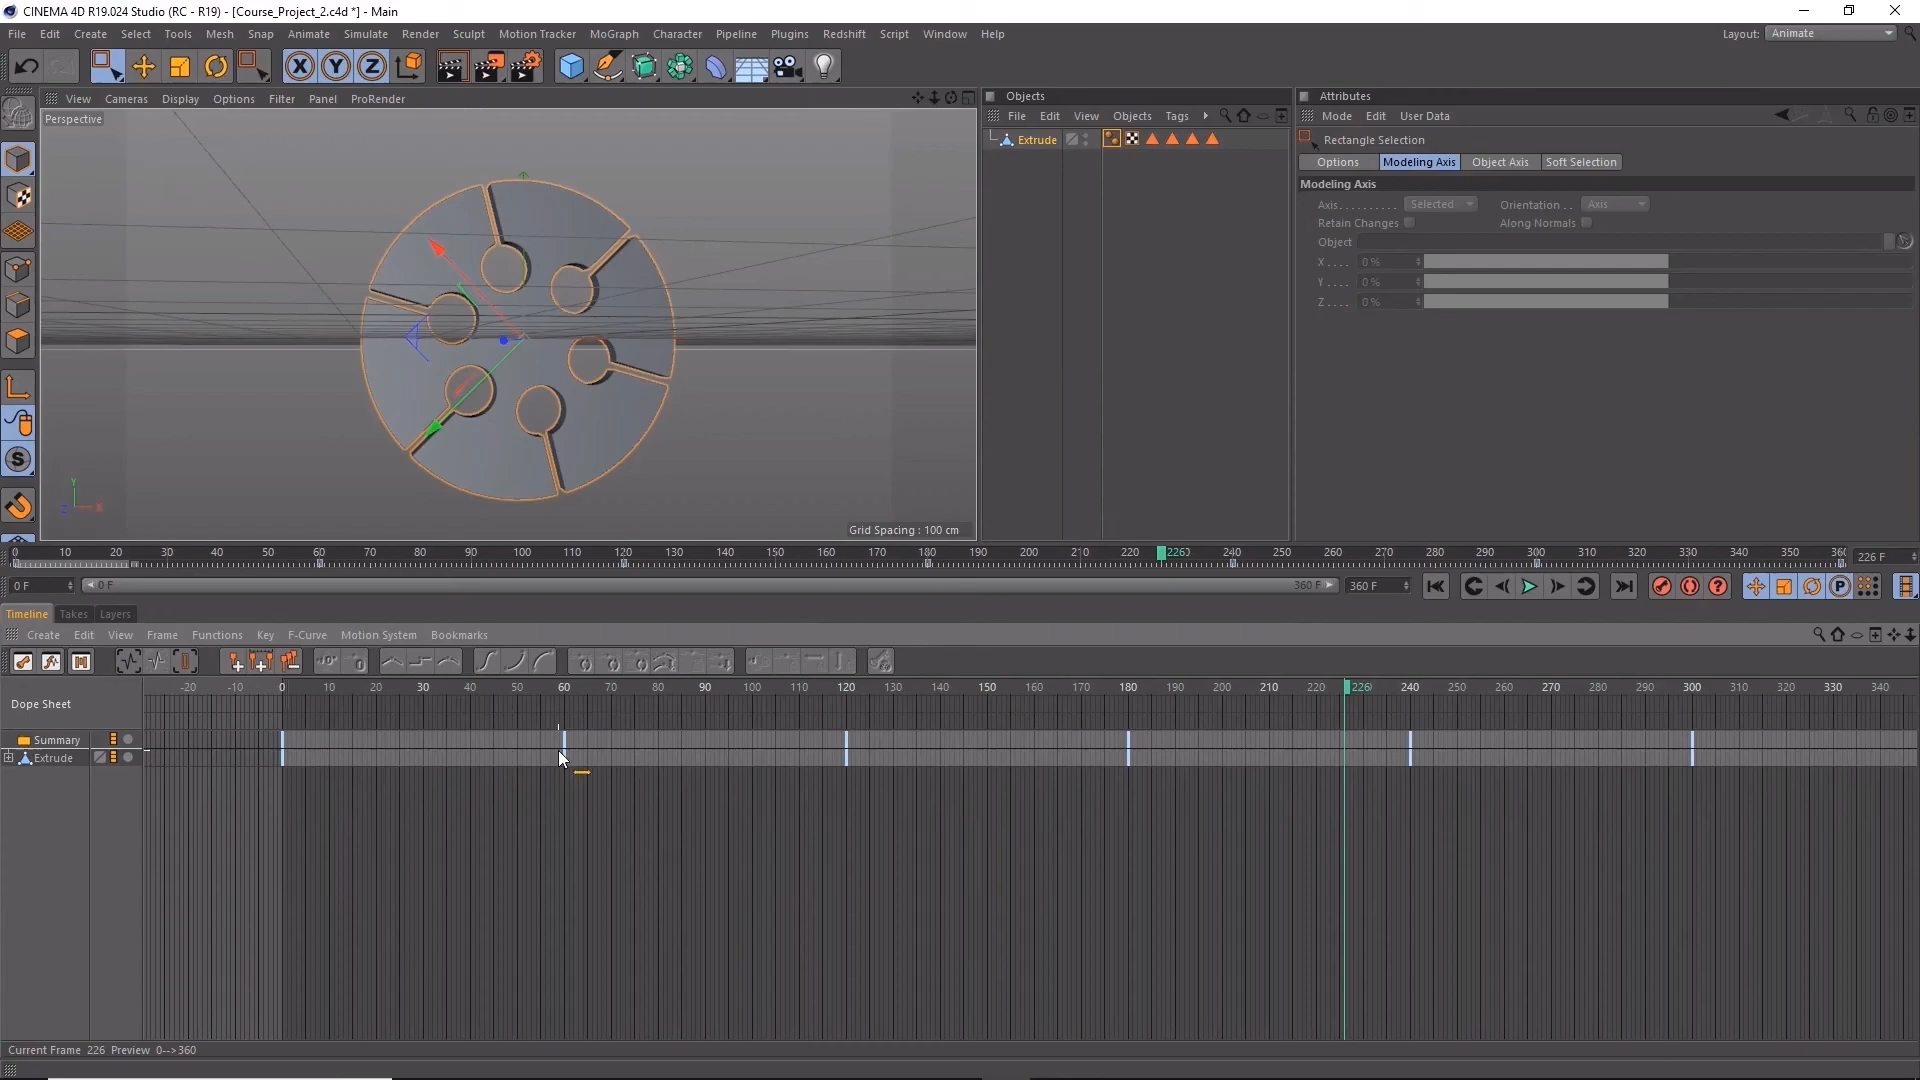 CINEMA 4D R19.024 Studio (RC - R19) - [Course_Project_2.c4d *] - Main
File Edit Create Select Tools Mesh Snap Animate Simulate Render Sculpt Motion Tracker MoGraph Character Pipeline Plugins Redshift Script Window Help
Layout: Animate
X Y Z
View Cameras Display Options Filter Panel ProRender
Perspective
Y
Z X
Grid Spacing : 100 cm
S
Objects
File Edit View Objects Tags
Extrude
Attributes
Mode Edit User Data
Rectangle Selection
Options Modeling Axis Object Axis Soft Selection
Modeling Axis
Axis.......... Selected Orientation .. Axis
Retain Changes Along Normals
Object
X.... 0 %
Y.... 0 %
Z.... 0 %
0 10 20 30 40 50 60 70 80 90 100 110 120 130 140 150 160 170 180 190 200 210 220 226 240 250 260 270 280 290 300 310 320 330 340 350 226 F
0 F 0 F 360 F 360 F P
Timeline Takes Layers
Create Edit View Frame Functions Key F-Curve Motion System Bookmarks
-20 -10 0 10 20 30 40 50 60 70 80 90 100 110 120 130 140 150 160 170 180 190 200 210 220 226 240 250 260 270 280 290 300 310 320 330 340
Dope Sheet
Summary
Extrude
Current Frame 226 Preview 0-->360